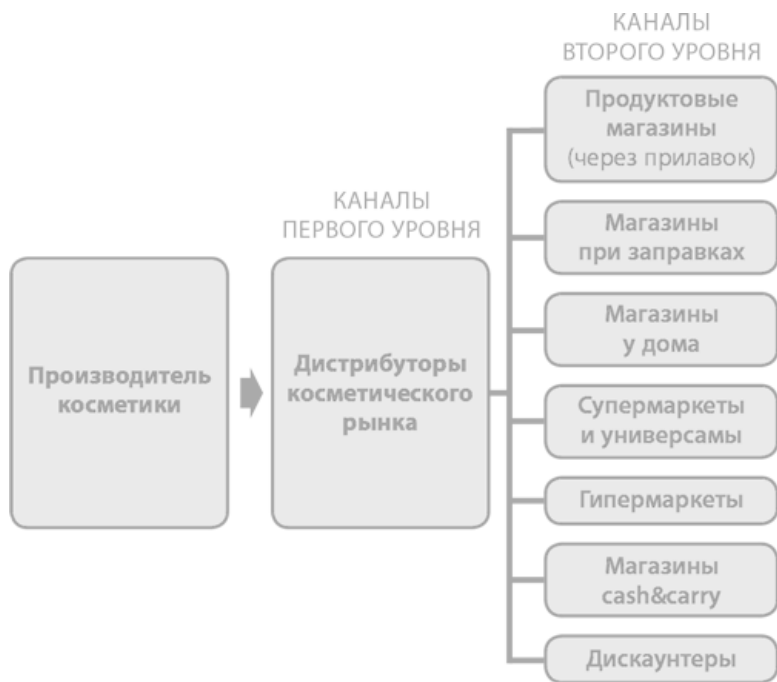 КАНАЛЫ
ВТОРОГО УРОВНЯ
Продуктовые
магазины
(через прилавок)
КАНАЛЫ
ПЕРВОГО УРОВНЯ
Магазины
при заправках
Магазины
у дома
Производитель
косметики
Дистрибуторы
косметического
рынка
Супермаркеты
и универсамы
Гипермаркеты
Магазины
cash&carry
Дискаунтеры